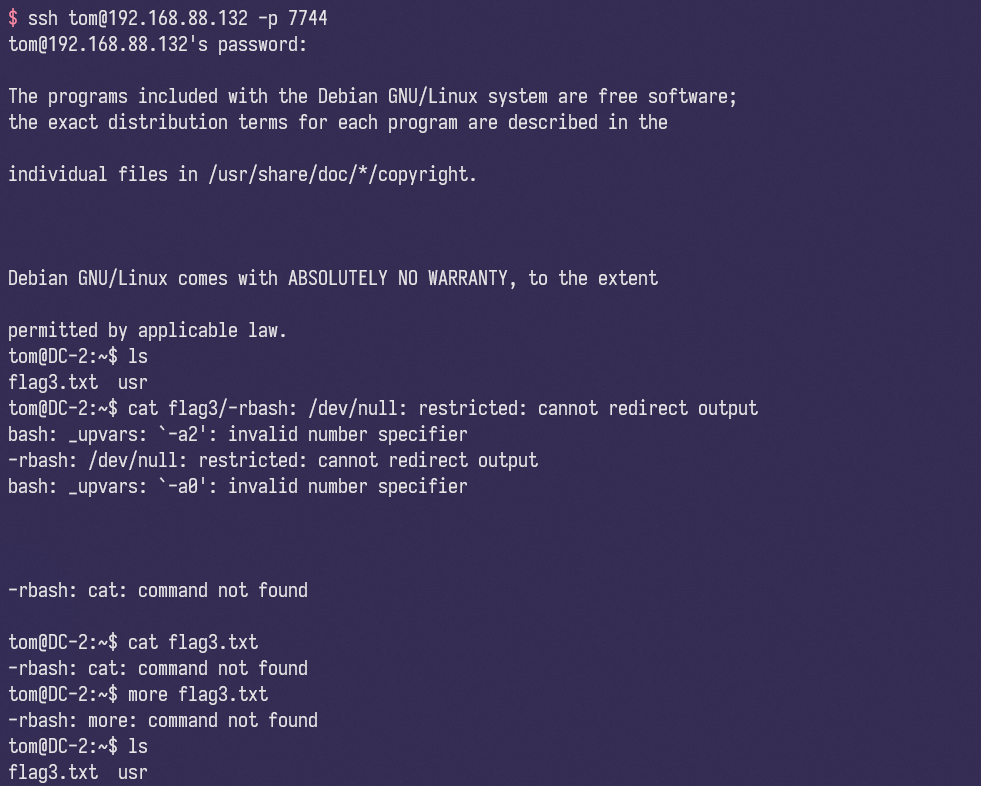 $ ssh tom@192.168.88.132 -p 7744
tom@192.168.88.132's password:
The programs included with the Debian GNU/Linux system are free software;
the exact distribution terms for each program are described in the
individual files in /usr/share/doc/*/copyright.
Debian GNU/Linux comes with ABSOLUTELY NO WARRANTY, to the extent
permitted by applicable law.
tom@DC-2:~$ ls
flag3.txt  usr
tom@DC-2:~$ cat flag3/-rbash: /dev/null: restricted: cannot redirect output
bash: _upvars: `-a2': invalid number specifier
-rbash: /dev/null: restricted: cannot redirect output
bash: _upvars: `-a0': invalid number specifier
-rbash: cat: command not found
tom@DC-2:~$ cat flag3.txt
-rbash: cat: command not found
tom@DC-2:~$ more flag3.txt
-rbash: more: command not found
tom@DC-2:~$ ls
flag3.txt  usr